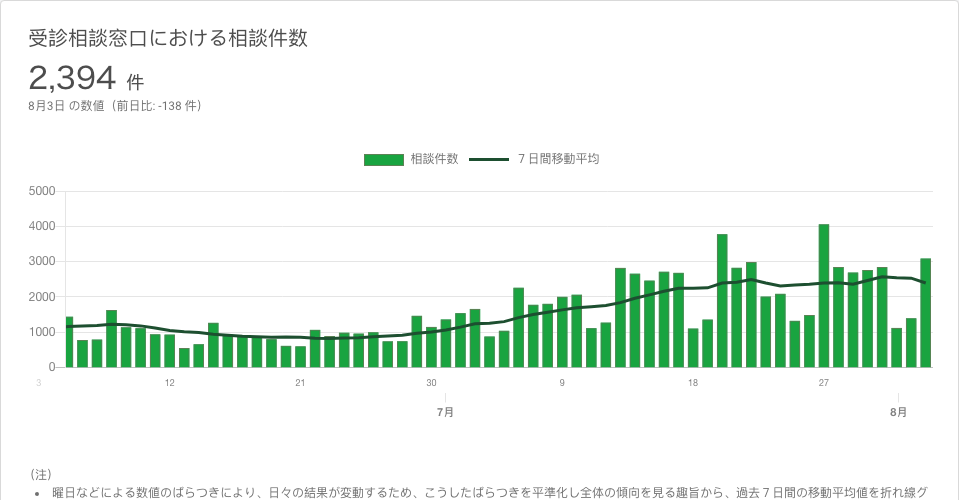 受診相談窓口における相談件数
2,394 件
8月3日 の数値（前日比: -138 件）
相談件数 7日間移動平均
5000
4000
3000
2000
1000
0
3 12 21 30 9 18 27
7月 8月
（注）
• 曜日などによる数値のばらつきにより、日々の結果が変動するため、こうしたばらつきを平準化し全体の傾向を見る趣旨から、過去7日間の移動平均値を折れ線グ